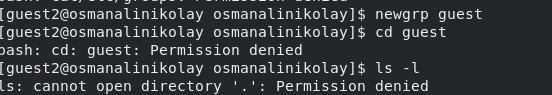 [guest2@osmanalinikolay osmanalinikolay]$ newgrp guest
[guest2@osmanalinikolay osmanalinikolay]$ cd guest
bash: cd: guest: Permission denied
[guest2@osmanalinikolay osmanalinikolay]$ ls -l
ls: cannot open directory '.': Permission denied